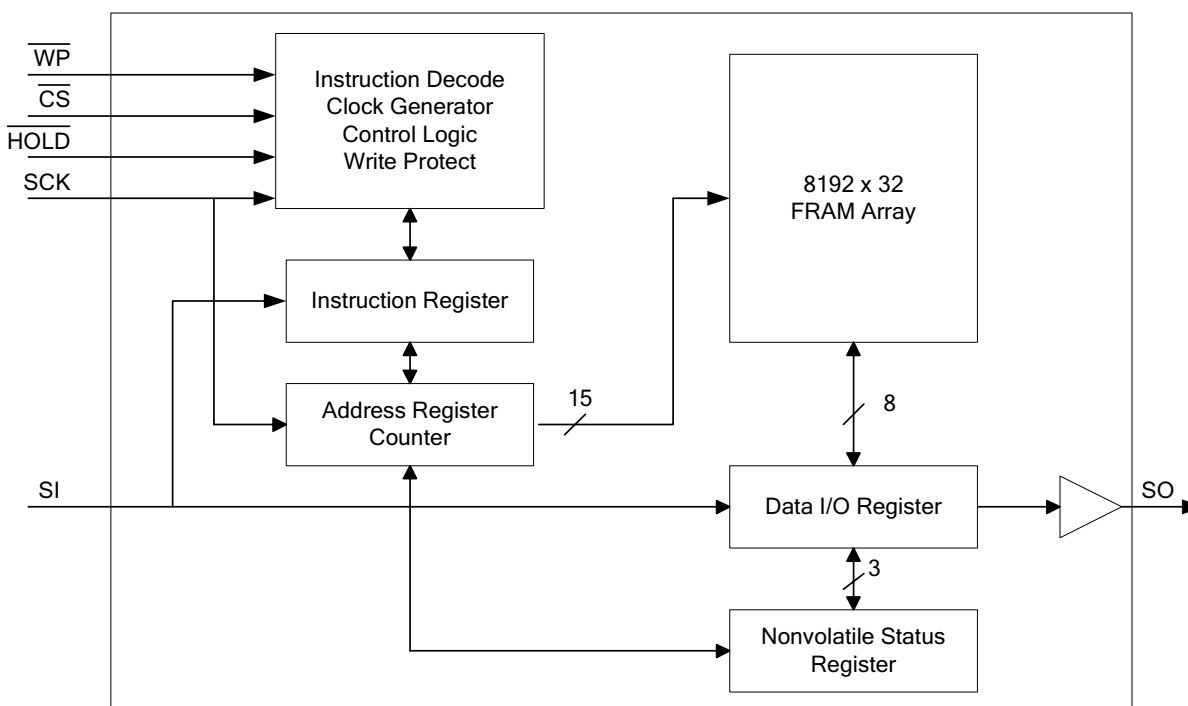 WP
CS
HOLD
SCK
Instruction Decode
Clock Generator
Control Logic
Write Protect
8192 x 32
FRAM Array
Instruction Register
Address Register
Counter
15
8
SI
Data I/O Register
SO
3
Nonvolatile Status
Register